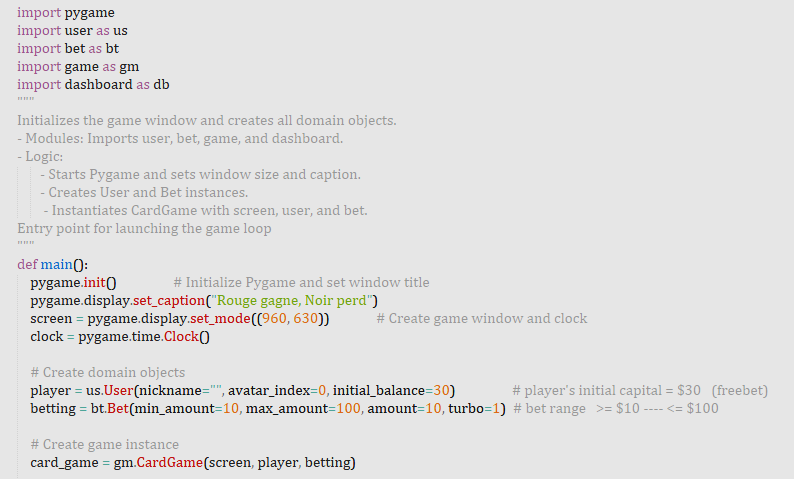 import pygame
import user as us
import bet as bt
import game as gm
import dashboard as db
"""
Initializes the game window and creates all domain objects.
- Modules: Imports user, bet, game, and dashboard.
- Logic:
      - Starts Pygame and sets window size and caption.
      - Creates User and Bet instances.
       - Instantiates CardGame with screen, user, and bet.
Entry point for launching the game loop
"""
def main():
    pygame.init()               # Initialize Pygame and set window title
    pygame.display.set_caption("Rouge gagne, Noir perd")
    screen = pygame.display.set_mode((960, 630))            # Create game window and clock
    clock = pygame.time.Clock()

    # Create domain objects
    player = us.User(nickname="", avatar_index=0, initial_balance=30)               # player's initial capital = $30   (freebet)
    betting = bt.Bet(min_amount=10, max_amount=100, amount=10, turbo=1)  # bet range   >= $10 ---- <= $100

    # Create game instance
    card_game = gm.CardGame(screen, player, betting)